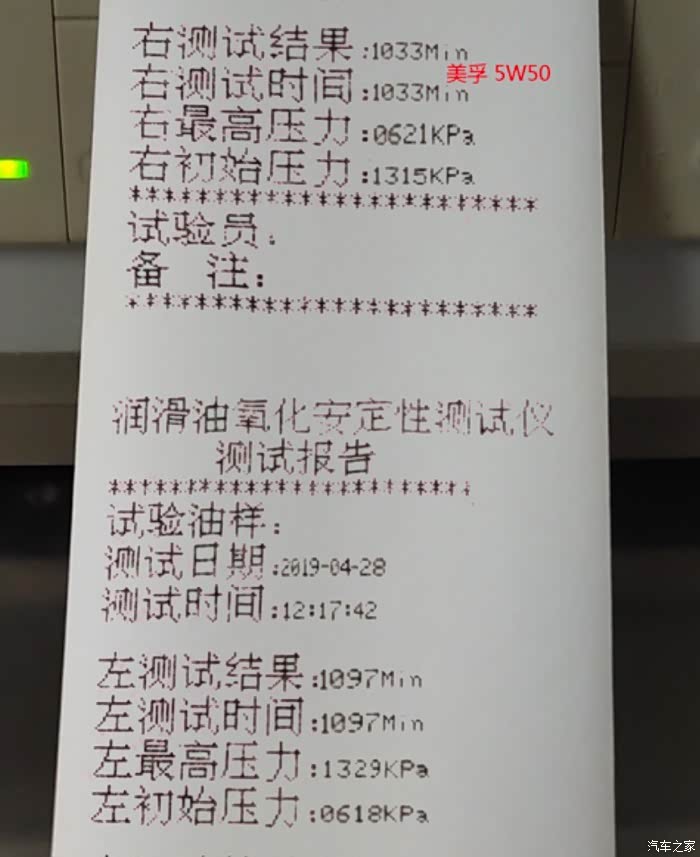 右测试结果:1033Min
美孚 5W50
右测试时间:1033Min
右最高压力:0621KPa
右初始压力:1315KPa
**************************
试验员:
备 注:
**************************
润滑油氧化安定性测试仪
测试报告
************************
试验油样:
测试日期:2019-04-28
测试时间:12:17:42
左测试结果:1097Min
左测试时间:1097Min
左最高压力:1329KPa
左初始压力:0618KPa
汽车之家